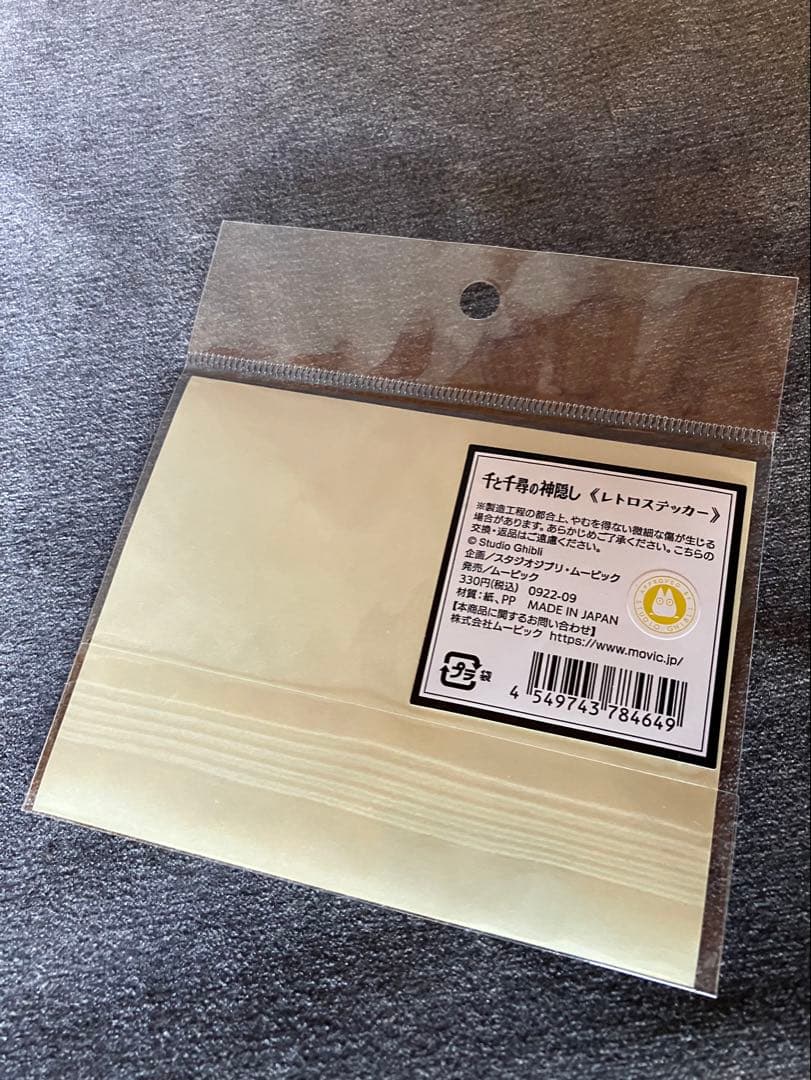 千と千尋の神隠し《レトロステッカー》
※製造工程の都合上、やむを得ない微細な傷が生じる
場合があります。あらかじめご了承ください。こちらの
交換・返品はご遠慮ください。
© Studio Ghibli
企画/スタジオジブリ・ムービック
発売/ムービック
330円(税込) 0922-09
材質:紙、PP MADE IN JAPAN
【本商品に関するお問い合わせ】
株式会社ムービック https://www.movic.jp/
APPROVED BY
STUDIO GHIBLI
プラ 袋
4 549743 784649